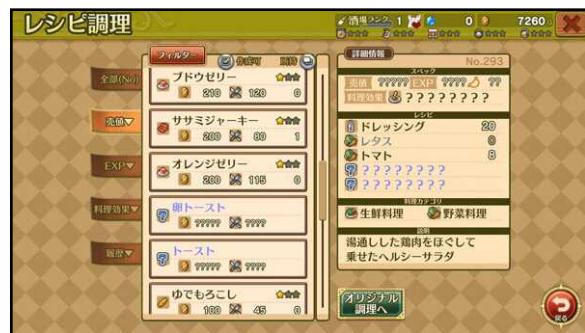 レシピ調理
酒場ランク 1 0 7260
フィルター 作成可 即時
全部(No)
売値▼
EXP▼
料理効果▼
履歴▼
ブドウゼリー
210 120 0
ササミジャーキー
200 80 1
オレンジゼリー
200 115 0
卵トースト
???? ????
トースト
???? ????
ゆでもろこし
100 45 0
詳細情報
No.293
スペック
売値 ????? EXP ???? ??
料理効果 ????????
レシピ
ドレッシング 20
レタス 0
トマト 8
????????
????????
料理カテゴリ
生鮮料理 野菜料理
説明
湯通しした鶏肉をほぐして
乗せたヘルシーサラダ
オリジナル
調理へ
戻る